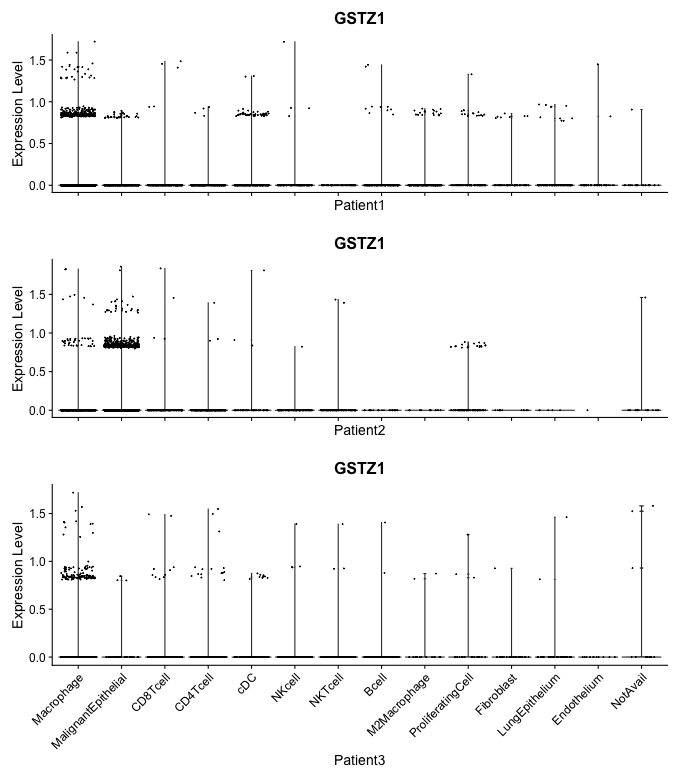 GSTZ1
Expression Level
1.5
1.0
0.5
0.0
Patient1
GSTZ1
Expression Level
1.5
1.0
0.5
0.0
Patient2
GSTZ1
Expression Level
1.5
1.0
0.5
0.0
Macrophage
MalignantEpithelial
CD8Tcell
CD4Tcell
cDC
NKcell
NKTcell
Bcell
M2Macrophage
ProliferatingCell
Fibroblast
LungEpithelium
Endothelium
NotAvail
Patient3